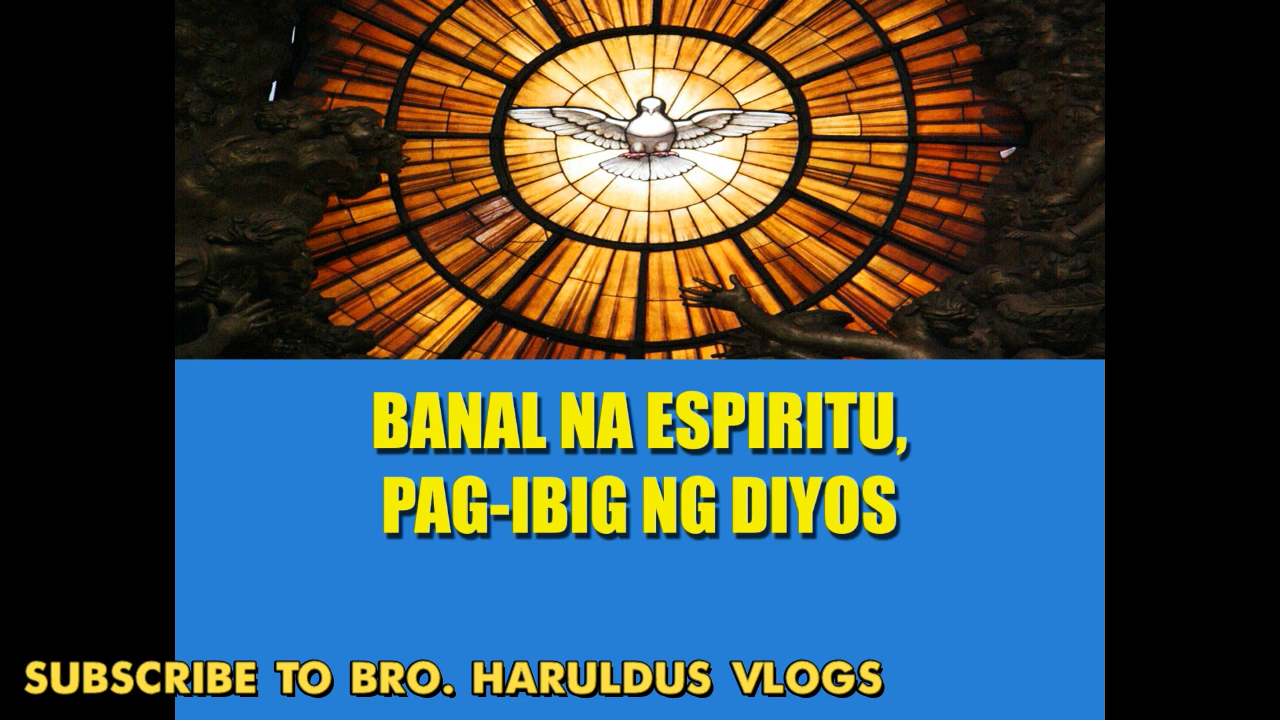 BANAL NA ESPIRITU,
PAG-IBIG NG DIYOS
SUBSCRIBE TO BRO. HARULDUS VLOGS